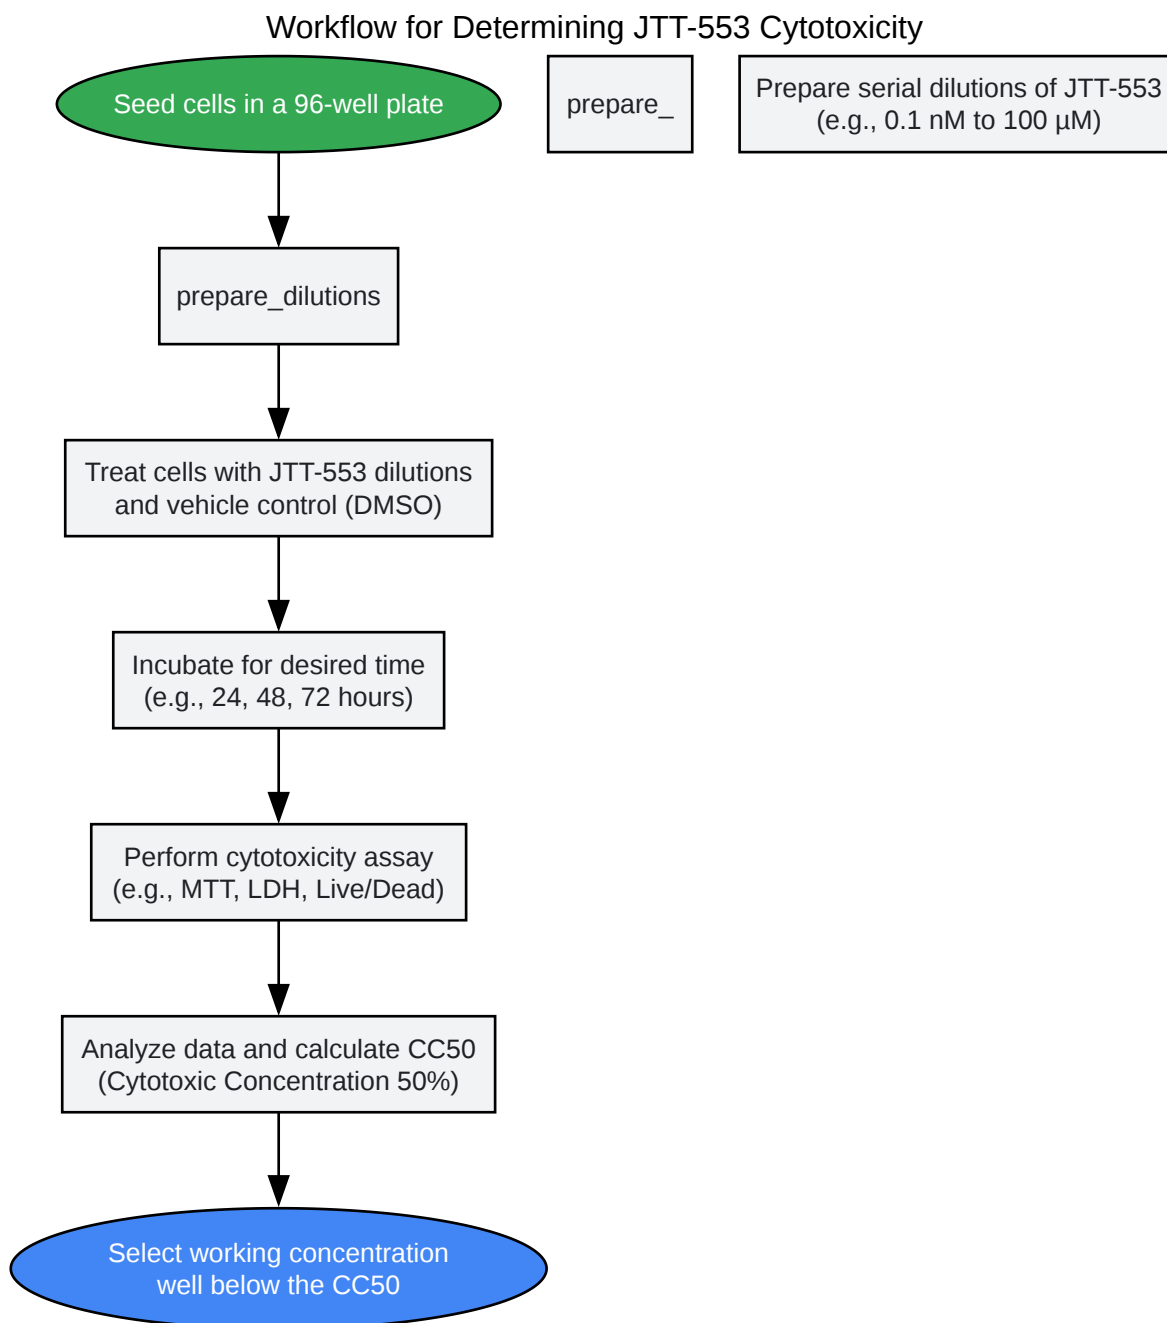 Workflow for Determining JTT-553 Cytotoxicity
Seed cells in a 96-well plate
prepare_
Prepare serial dilutions of JTT-553
(e.g., 0.1 nM to 100 µM)
prepare_dilutions
Treat cells with JTT-553 dilutions
and vehicle control (DMSO)
Incubate for desired time
(e.g., 24, 48, 72 hours)
Perform cytotoxicity assay
(e.g., MTT, LDH, Live/Dead)
Analyze data and calculate CC50
(Cytotoxic Concentration 50%)
Select working concentration
well below the CC50